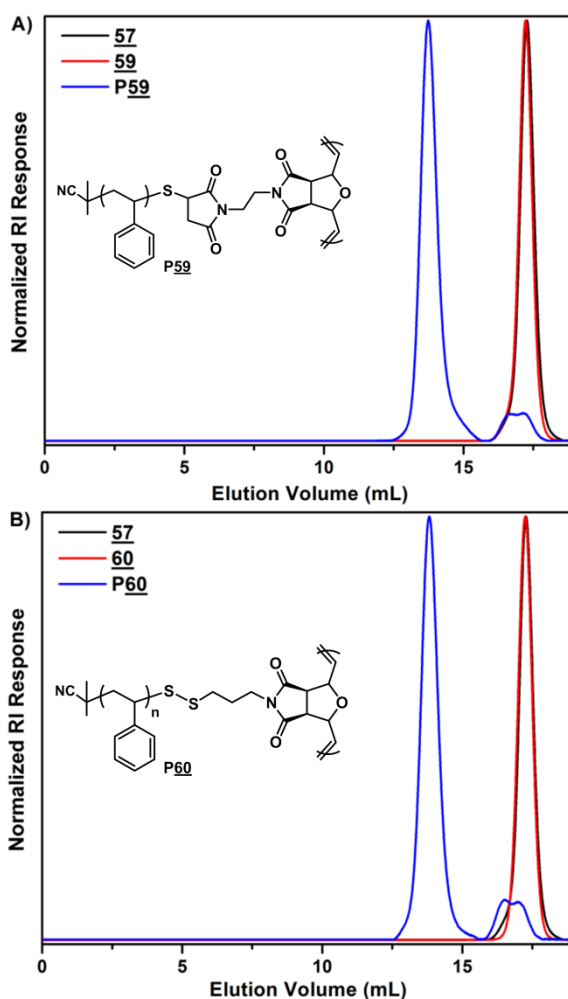 A)
57
59
P59
NC
S
O
N
O
O
N
O
O
P59
Normalized RI Response
0 5 10 15
Elution Volume (mL)
B)
57
60
P60
NC
n
S
S
N
O
O
O
P60
Normalized RI Response
0 5 10 15
Elution Volume (mL)